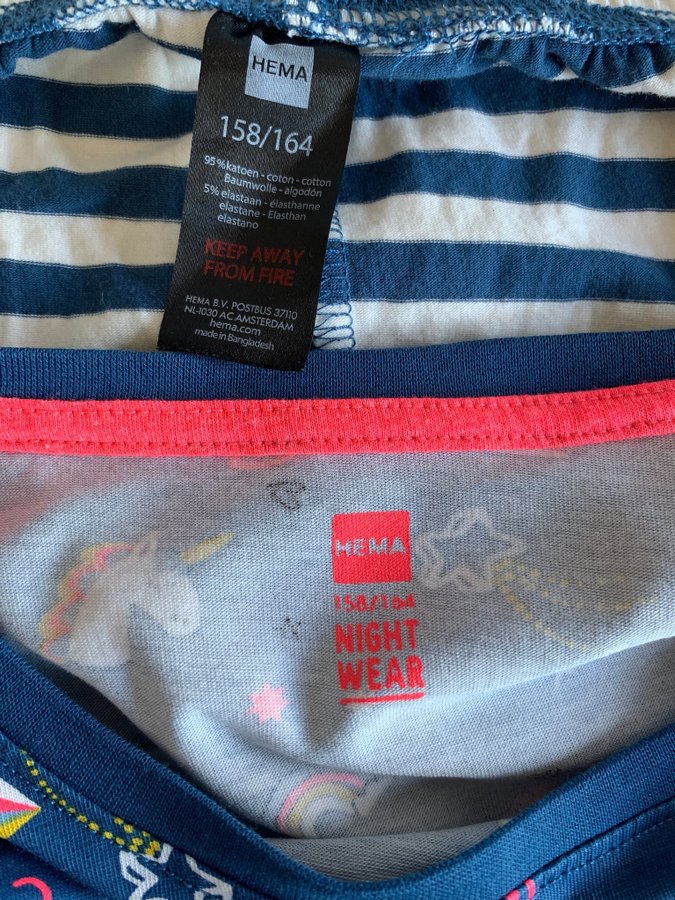 HEMA
158/164
95%katoen - coton - cotton
Baumwolle - algodón
5% elastaan - élasthanne
elastane - Elasthan
elastano
KEEP AWAY
FROM FIRE
HEMA B.V. POSTBUS 37110
NL-1030 AC AMSTERDAM
hema.com
made in Bangladesh
HEMA
158/164
NIGHT
WEAR